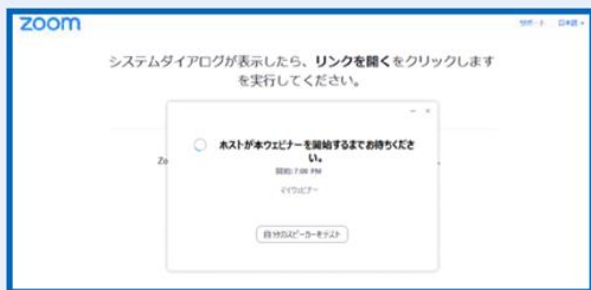 zoom
サポート 日本語
システムダイアログが表示したら、リンクを開くをクリックします
を実行してください。
ホストが本ウェビナーを開始するまでお待ちくださ
Zo
い。
開始: 7:00 PM
マイウェビナー
自分のスピーカーをテスト